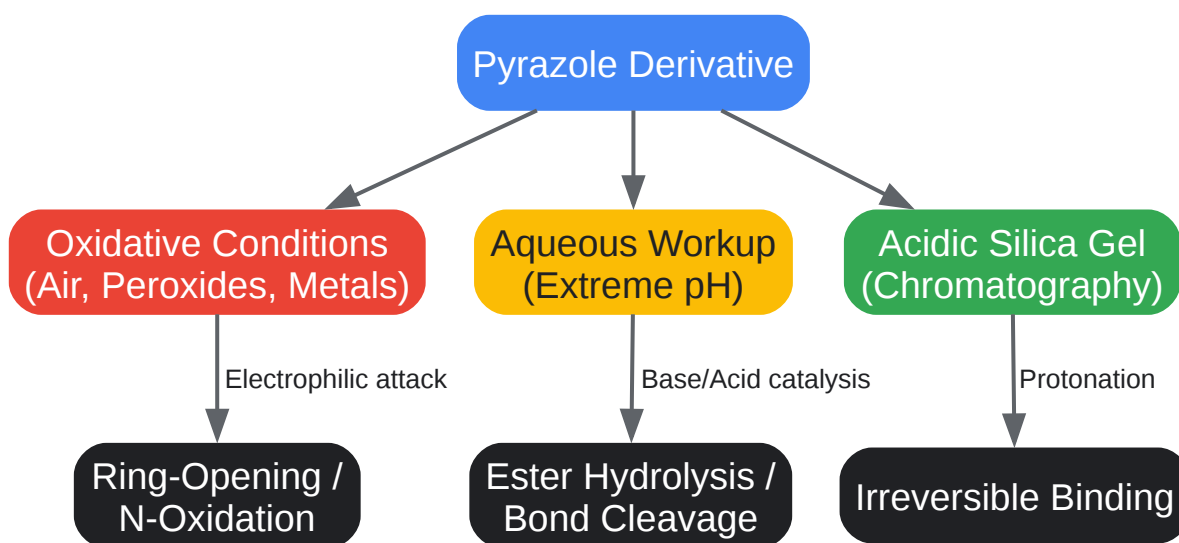 Pyrazole Derivative
Oxidative Conditions
(Air, Peroxides, Metals)
Aqueous Workup
(Extreme pH)
Acidic Silica Gel
(Chromatography)
Electrophilic attack
Base/Acid catalysis
Protonation
Ring-Opening /
N-Oxidation
Ester Hydrolysis /
Bond Cleavage
Irreversible Binding